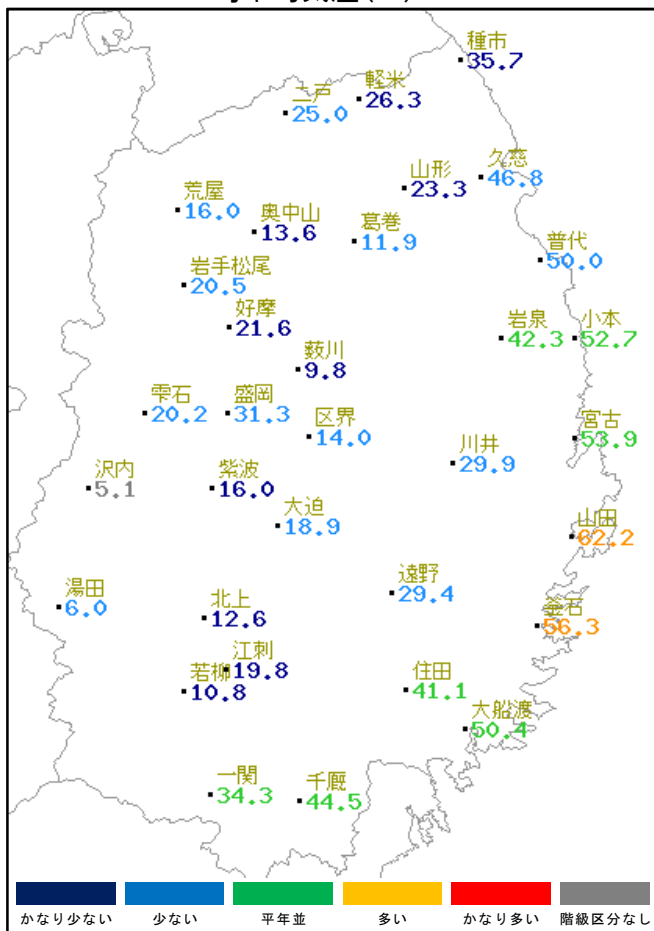 種市
35.7
軽米
26.3
二戸
25.0
久慈
46.8
山形
23.3
荒屋
16.0
奥中山
13.6
葛巻
11.9
普代
50.0
岩手松尾
20.5
好摩
21.6
岩泉
42.3
小本
52.7
薮川
9.8
雫石
20.2
盛岡
31.3
区界
14.0
宮古
53.9
川井
29.9
沢内
5.1
紫波
16.0
大迫
18.9
山田
62.2
湯田
6.0
遠野
29.4
北上
12.6
釜石
56.3
江刺
19.8
若柳
10.8
住田
41.1
大船渡
50.4
一関
34.3
千厩
44.5
かなり少ない 少ない 平年並 多い かなり多い 階級区分なし